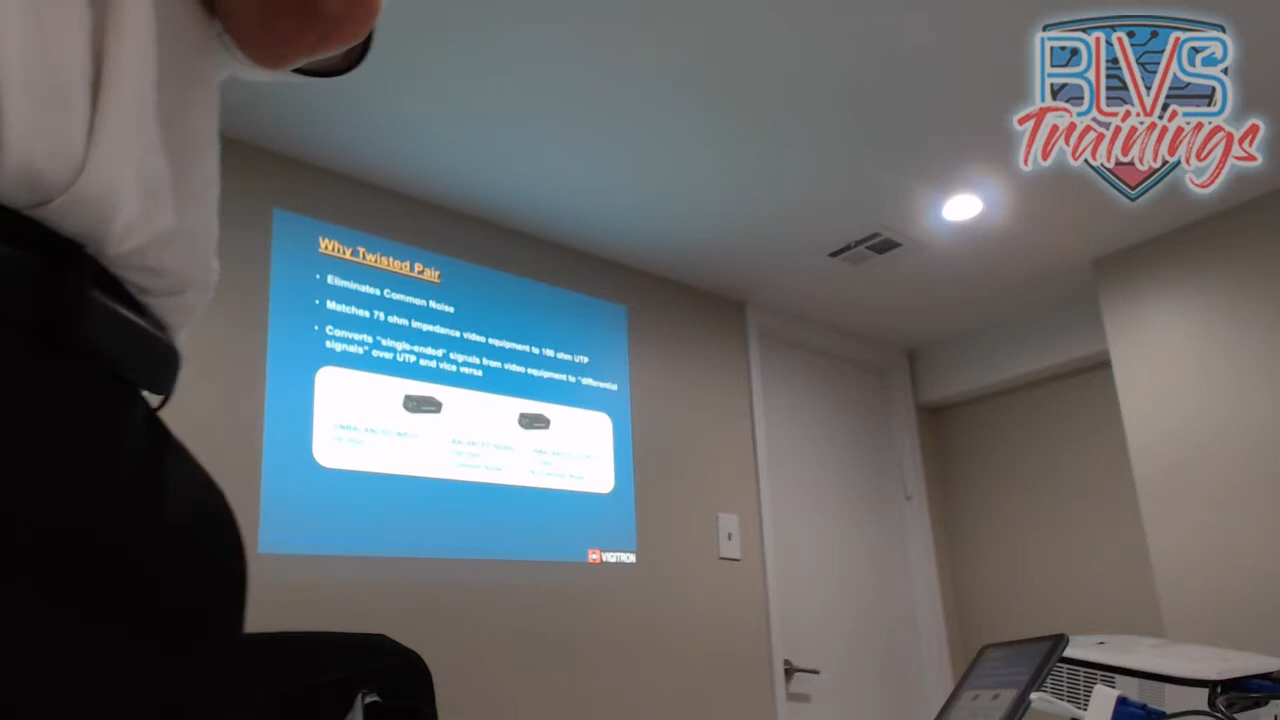 BLVS
Trainings
Why Twisted Pair
• Eliminates Common Noise
• Matches 75 ohm impedance video equipment to 100 ohm UTP
• Converts "single-ended" signals from video equipment to "differential
signals" over UTP and vice versa
VIGITRON